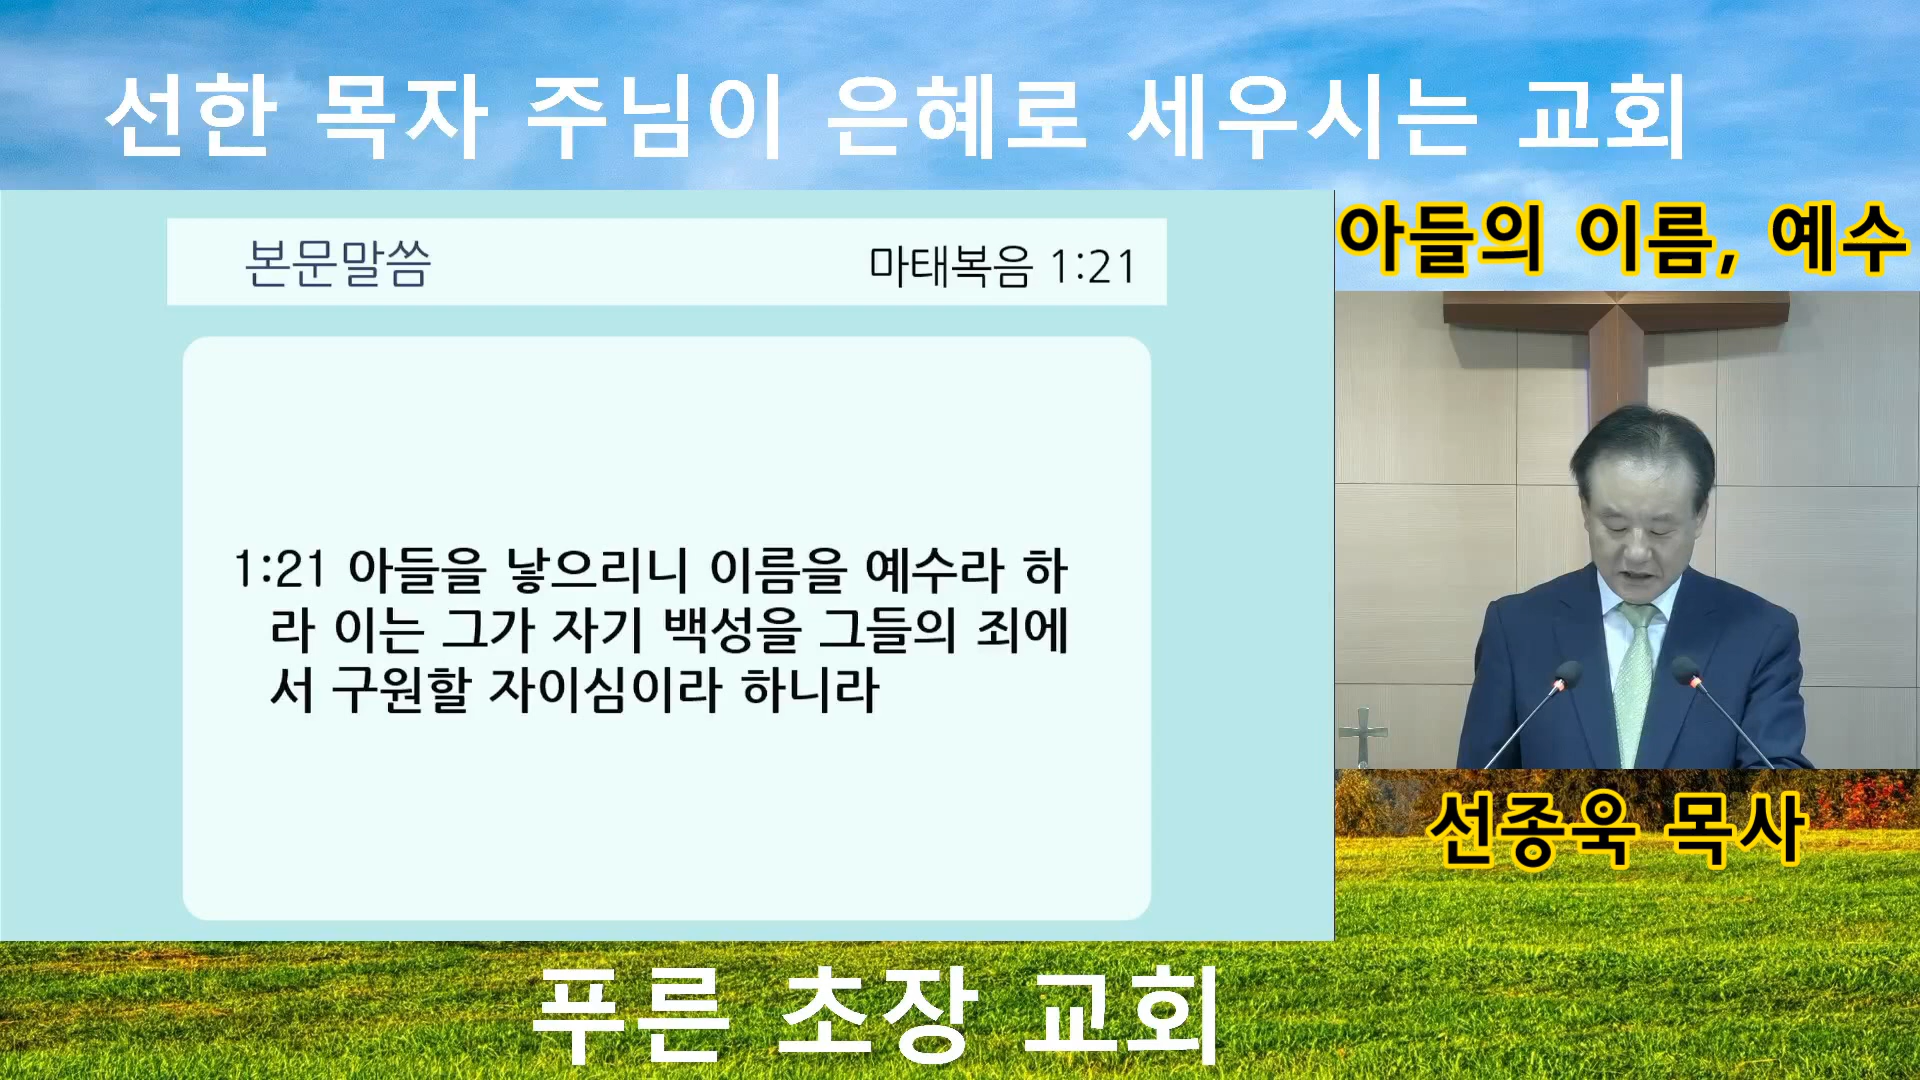 선한 목자 주님이 은혜로 세우시는 교회
아들의 이름, 예수
본문말씀
마태복음 1:21
1:21 아들을 낳으리니 이름을 예수라 하
라 이는 그가 자기 백성을 그들의 죄에
서 구원할 자이심이라 하니라
선종욱 목사
푸른 초장 교회